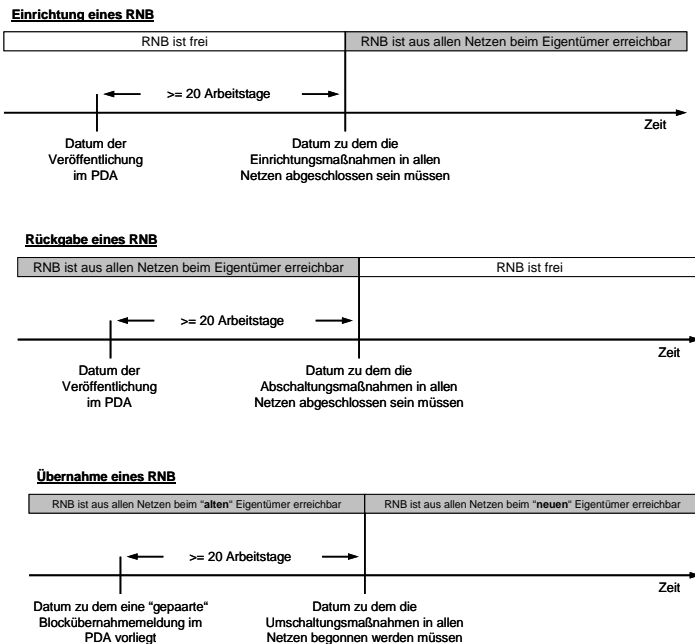 Einrichtung eines RNB
RNB ist frei
RNB ist aus allen Netzen beim Eigentümer erreichbar
>= 20 Arbeitstage
Zeit
Datum der
Veröffentlichung
im PDA
Datum zu dem die
Einrichtungsmaßnahmen in allen
Netzen abgeschlossen sein müssen
Rückgabe eines RNB
RNB ist aus allen Netzen beim Eigentümer erreichbar
RNB ist frei
>= 20 Arbeitstage
Zeit
Datum der
Veröffentlichung
im PDA
Datum zu dem die
Abschaltungsmaßnahmen in allen
Netzen abgeschlossen sein müssen
Übernahme eines RNB
RNB ist aus allen Netzen beim "alten" Eigentümer erreichbar
RNB ist aus allen Netzen beim "neuen" Eigentümer erreichbar
>= 20 Arbeitstage
Zeit
Datum zu dem eine "gepaarte"
Blockübernahmemeldung im
PDA vorliegt
Datum zu dem die
Umschaltungsmaßnahmen in allen
Netzen begonnen werden müssen